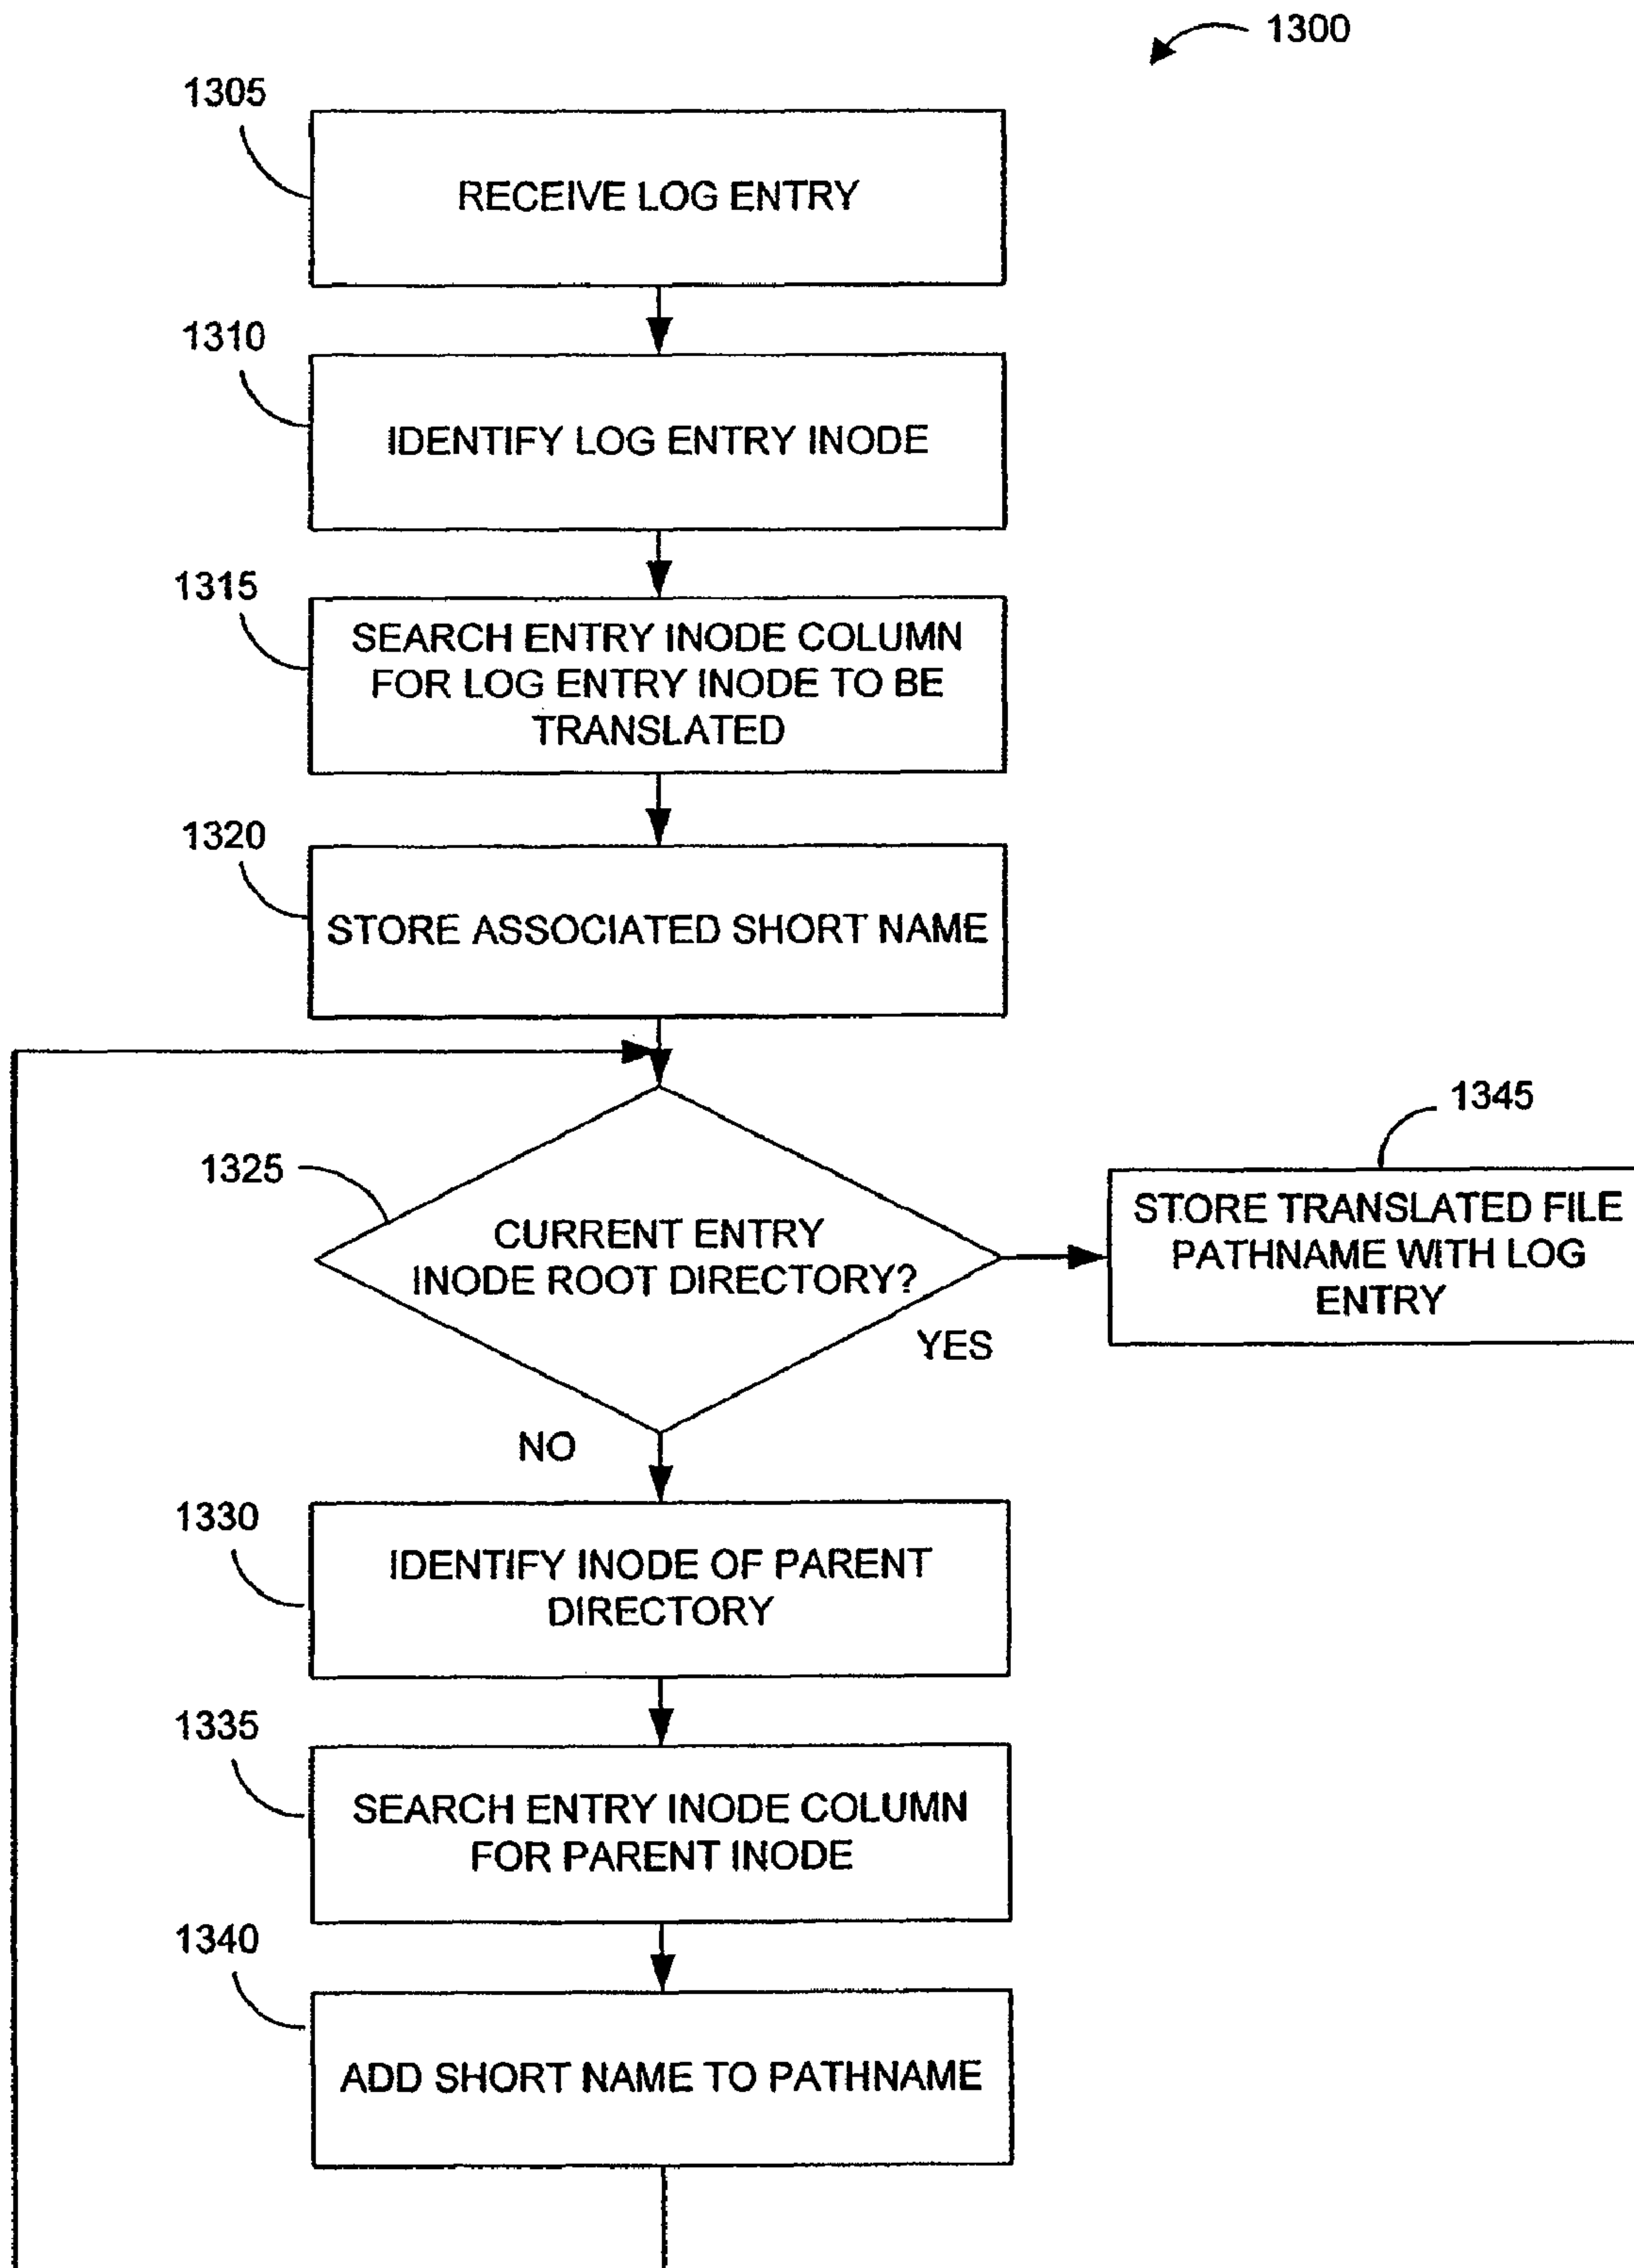 1300
1305
RECEIVE LOG ENTRY
1310
IDENTIFY LOG ENTRY INODE
1315
SEARCH ENTRY INODE COLUMN
FOR LOG ENTRY INODE TO BE
TRANSLATED
1320
STORE ASSOCIATED SHORT NAME
1325
CURRENT ENTRY
INODE ROOT DIRECTORY?
YES
1345
STORE TRANSLATED FILE
PATHNAME WITH LOG
ENTRY
NO
1330
IDENTIFY INODE OF PARENT
DIRECTORY
1335
SEARCH ENTRY INODE COLUMN
FOR PARENT INODE
1340
ADD SHORT NAME TO PATHNAME